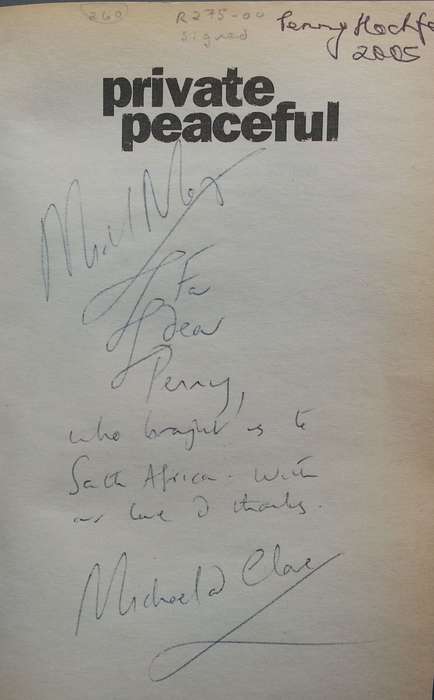 260 R275-00
signed
Penny
2005
private
peaceful
For
dear
Penny,
who brought us to
South Africa. With
our love & thanks.
Michael & Clare